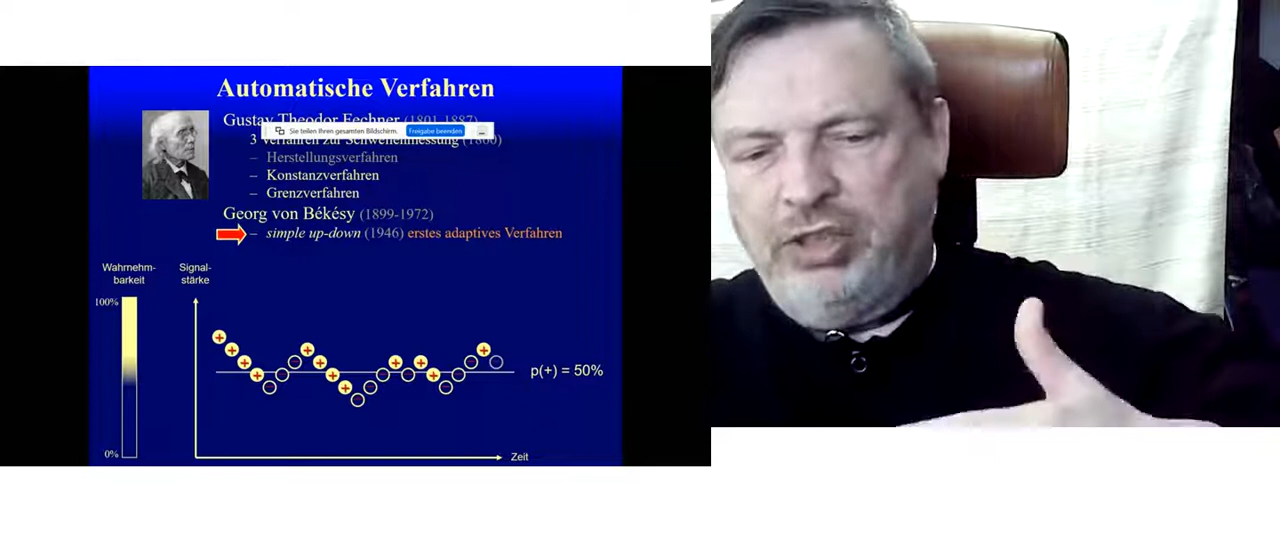 Automatische Verfahren
Gustav Theodor Fechner (1801-1887)
Sie teilen Ihren gesamten Bildschirm. Freigabe beenden
3 Verfahren zur Schwellenmessung (1860)
– Herstellungsverfahren
– Konstanzverfahren
– Grenzverfahren
Georg von Békésy (1899-1972)
– simple up-down (1946) erstes adaptives Verfahren
Wahrnehm-
barkeit
Signal-
stärke
100%
p(+) = 50%
0%
Zeit